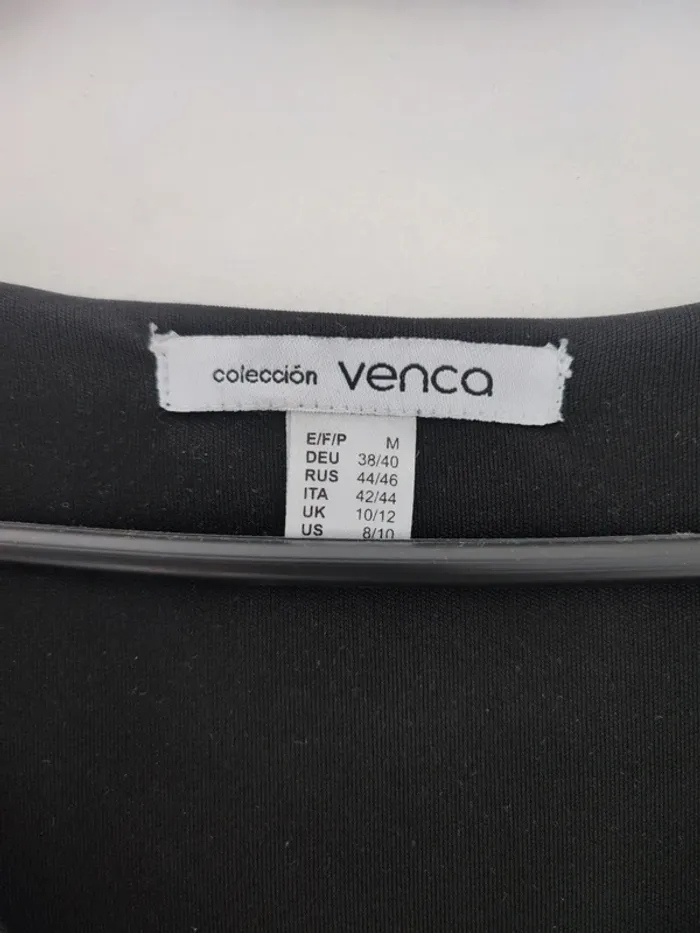 colección venca
E/F/P M
DEU 38/40
RUS 44/46
ITA 42/44
UK 10/12
US 8/10